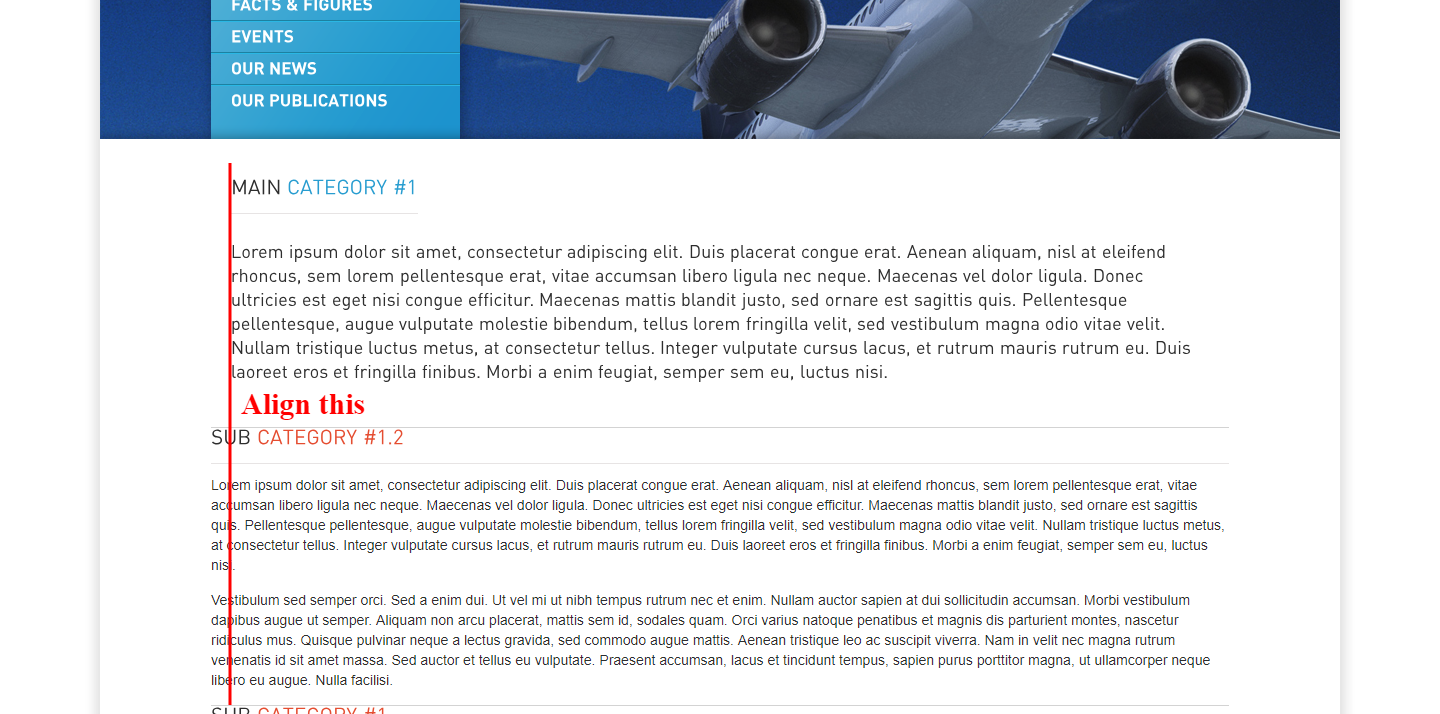 FACTS & FIGURES
EVENTS
OUR NEWS
OUR PUBLICATIONS
MAIN CATEGORY #1
Lorem ipsum dolor sit amet, consectetur adipiscing elit. Duis placerat congue erat. Aenean aliquam, nisl at eleifend
rhoncus, sem lorem pellentesque erat, vitae accumsan libero ligula nec neque. Maecenas vel dolor ligula. Donec
ultricies est eget nisi congue efficitur. Maecenas mattis blandit justo, sed ornare est sagittis quis. Pellentesque
pellentesque, augue vulputate molestie bibendum, tellus lorem fringilla velit, sed vestibulum magna odio vitae velit.
Nullam tristique luctus metus, at consectetur tellus. Integer vulputate cursus lacus, et rutrum mauris rutrum eu. Duis
laoreet eros et fringilla finibus. Morbi a enim feugiat, semper sem eu, luctus nisi.
Align this
SUB CATEGORY #1.2
Lorem ipsum dolor sit amet, consectetur adipiscing elit. Duis placerat congue erat. Aenean aliquam, nisl at eleifend rhoncus, sem lorem pellentesque erat, vitae
accumsan libero ligula nec neque. Maecenas vel dolor ligula. Donec ultricies est eget nisi congue efficitur. Maecenas mattis blandit justo, sed ornare est sagittis
quis. Pellentesque pellentesque, augue vulputate molestie bibendum, tellus lorem fringilla velit, sed vestibulum magna odio vitae velit. Nullam tristique luctus metus,
at consectetur tellus. Integer vulputate cursus lacus, et rutrum mauris rutrum eu. Duis laoreet eros et fringilla finibus. Morbi a enim feugiat, semper sem eu, luctus
nisi.
Vestibulum sed semper orci. Sed a enim dui. Ut vel mi ut nibh tempus rutrum nec et enim. Nullam auctor sapien at dui sollicitudin accumsan. Morbi vestibulum
dapibus augue ut semper. Aliquam non arcu placerat, mattis sem id, sodales quam. Orci varius natoque penatibus et magnis dis parturient montes, nascetur
ridiculus mus. Quisque pulvinar neque a lectus gravida, sed commodo augue mattis. Aenean tristique leo ac suscipit viverra. Nam in velit nec magna rutrum
venenatis id sit amet massa. Sed auctor et tellus eu vulputate. Praesent accumsan, lacus et tincidunt tempus, sapien purus porttitor magna, ut ullamcorper neque
libero eu augue. Nulla facilisi.
SUB CATEGORY #1